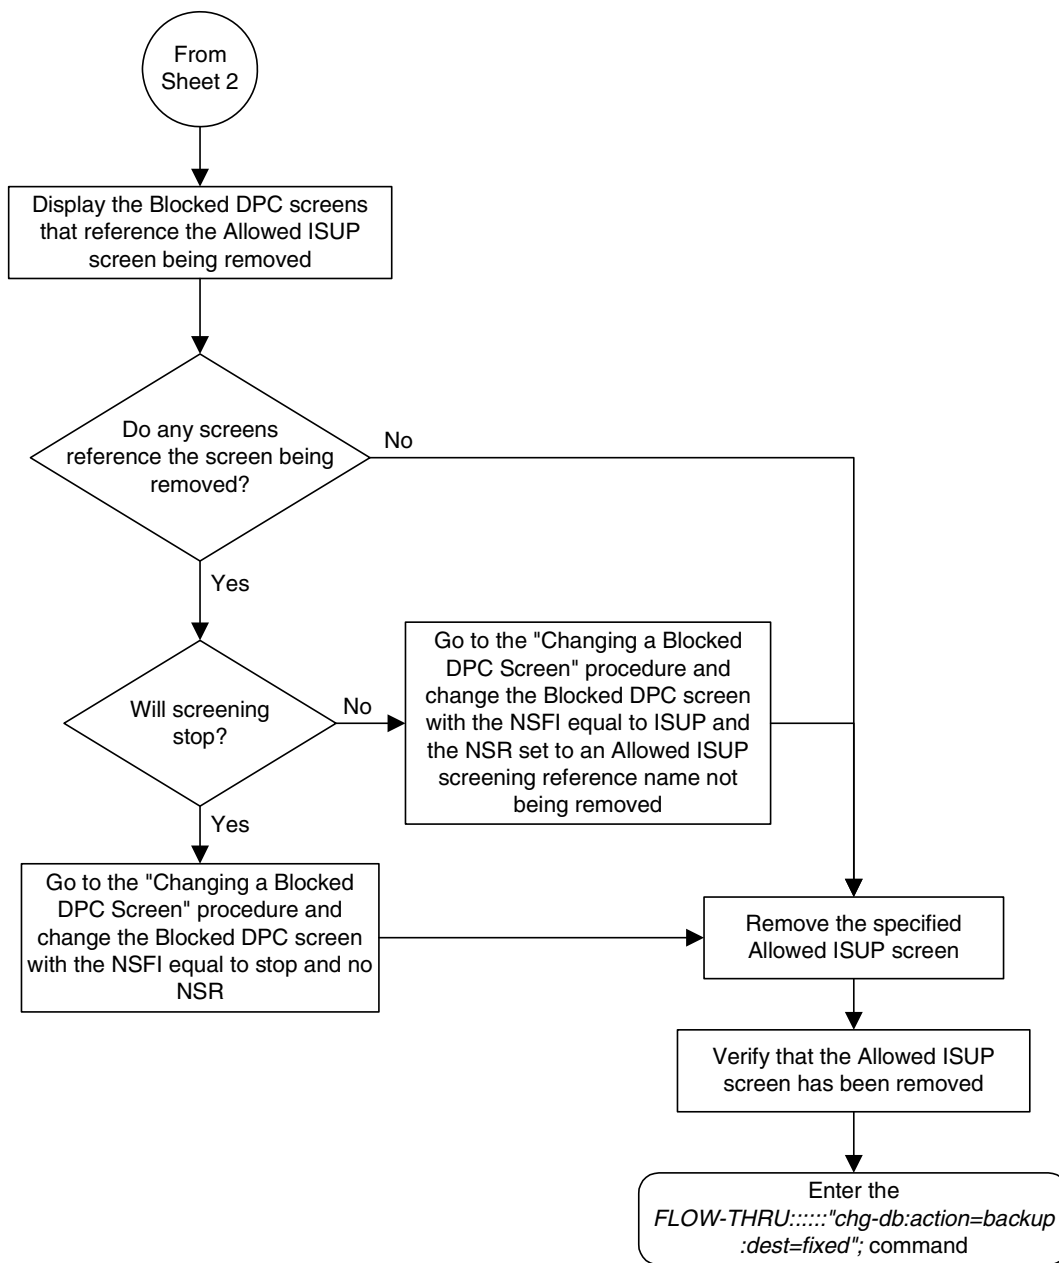 From
Sheet 2
Display the Blocked DPC screens
that reference the Allowed ISUP
screen being removed
Do any screens
reference the screen being
removed?
No
Yes
Will screening
stop?
No
Go to the "Changing a Blocked
DPC Screen" procedure and
change the Blocked DPC screen
with the NSFI equal to ISUP and
the NSR set to an Allowed ISUP
screening reference name not
being removed
Yes
Go to the "Changing a Blocked
DPC Screen" procedure and
change the Blocked DPC screen
with the NSFI equal to stop and no
NSR
Remove the specified
Allowed ISUP screen
Verify that the Allowed ISUP
screen has been removed
Enter the
FLOW-THRU::::::"chg-db:action=backup
:dest=fixed"; command